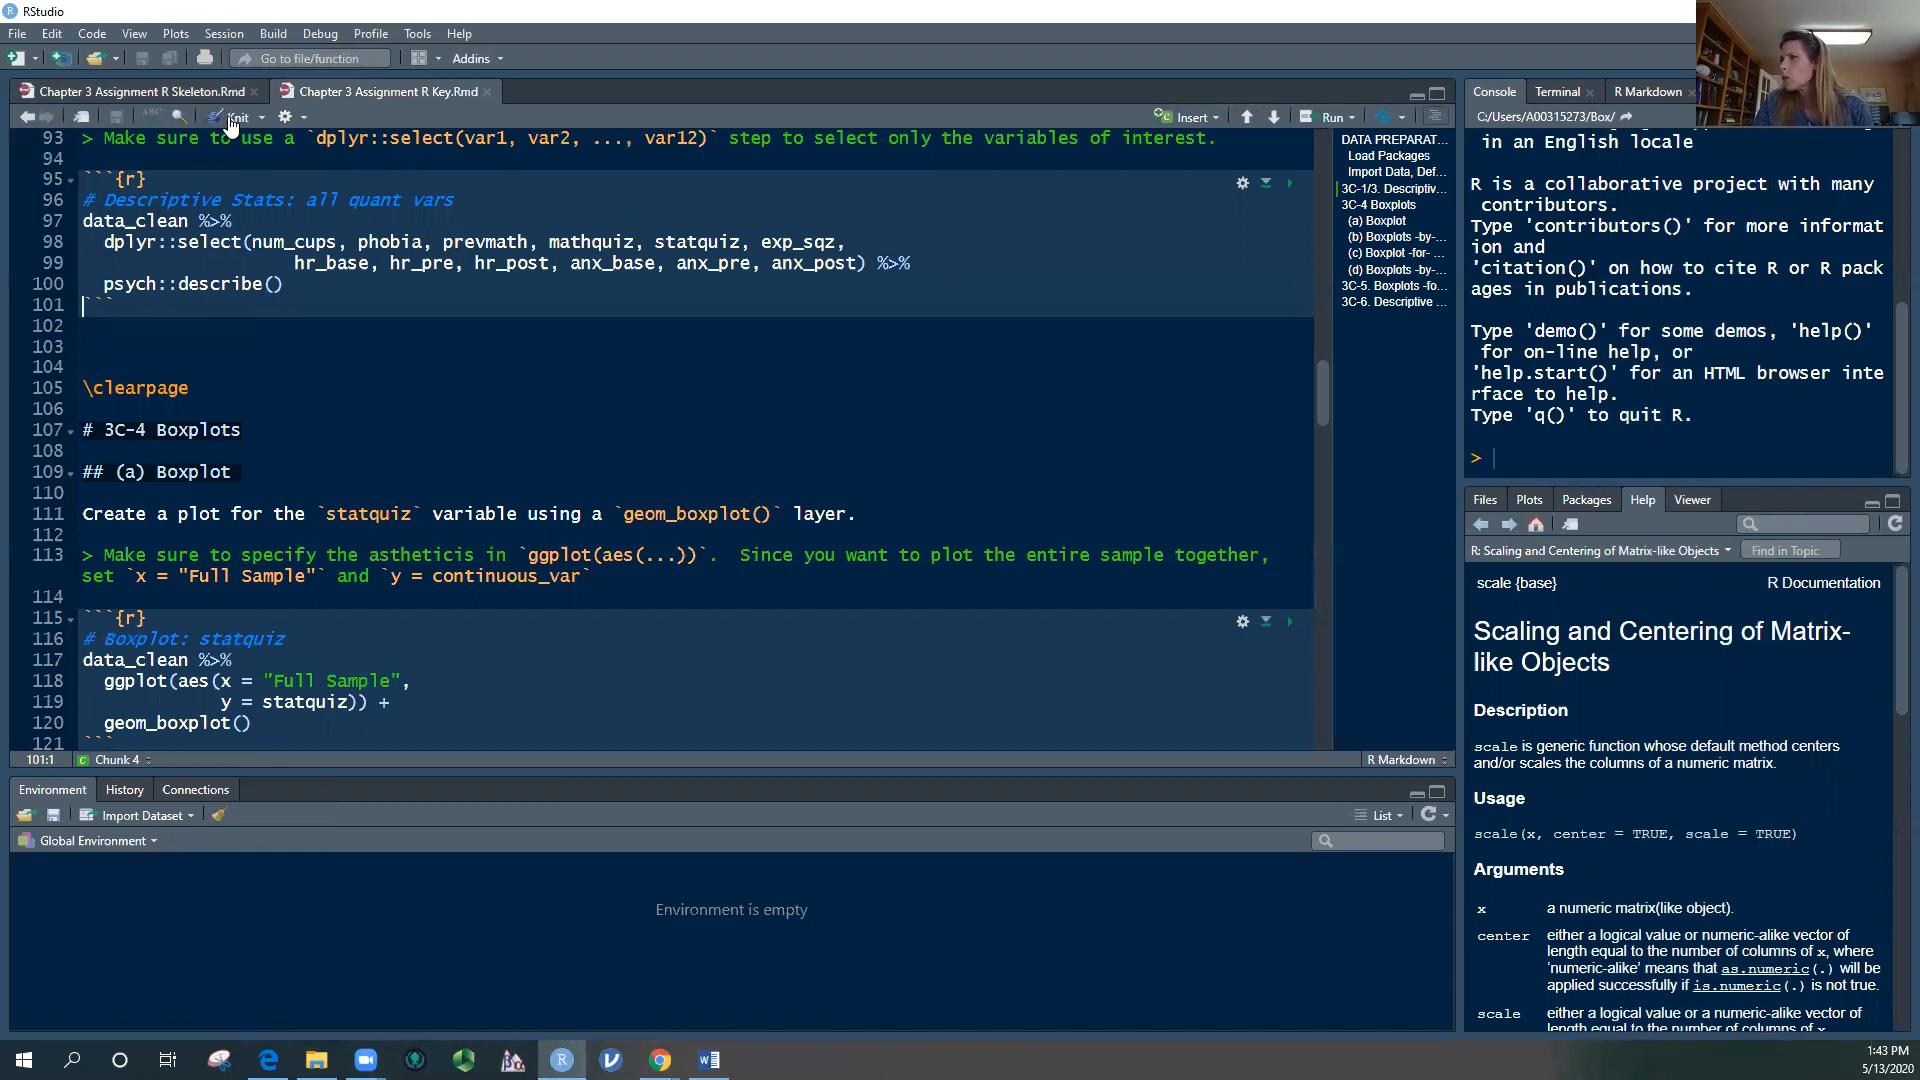 RStudio
File Edit Code View Plots Session Build Debug Profile Tools Help
Go to file/function Addins
Chapter 3 Assignment R Skeleton.Rmd Chapter 3 Assignment R Key.Rmd
ABC Knit Insert Run
93 > Make sure to use a `dplyr::select(var1, var2, ..., var12)` step to select only the variables of interest.
94
95 ```{r}
96 # Descriptive Stats: all quant vars
97 data_clean %>%
98 dplyr::select(num_cups, phobia, prevmath, mathquiz, statquiz, exp_sqz,
99 hr_base, hr_pre, hr_post, anx_base, anx_pre, anx_post) %>%
100 psych::describe()
101 ```
102
103
104
105 \clearpage
106
107 # 3C-4 Boxplots
108
109 ## (a) Boxplot
110
111 Create a plot for the `statquiz` variable using a `geom_boxplot()` layer.
112
113 > Make sure to specify the astheticis in `ggplot(aes(...))`. Since you want to plot the entire sample together,
set `x = "Full Sample"` and `y = continuous_var`
114
115 ```{r}
116 # Boxplot: statquiz
117 data_clean %>%
118 ggplot(aes(x = "Full Sample",
119 y = statquiz)) +
120 geom_boxplot()
121 ```
101:1 Chunk 4 R Markdown
DATA PREPARAT...
Load Packages
Import Data, Def...
3C-1/3. Descriptiv...
3C-4 Boxplots
(a) Boxplot
(b) Boxplots -by-...
(c) Boxplot -for- ...
(d) Boxplots -by-...
3C-5. Boxplots -fo...
3C-6. Descriptive ...
Environment History Connections
Import Dataset List
Global Environment
Environment is empty
Console Terminal R Markdown
C:/Users/A00315273/Box/
in an English locale
R is a collaborative project with many
contributors.
Type 'contributors()' for more informat
ion and
'citation()' on how to cite R or R pack
ages in publications.
Type 'demo()' for some demos, 'help()'
for on-line help, or
'help.start()' for an HTML browser inte
rface to help.
Type 'q()' to quit R.
>
Files Plots Packages Help Viewer
R: Scaling and Centering of Matrix-like Objects Find in Topic
scale {base} R Documentation
Scaling and Centering of Matrix-
like Objects
Description
scale is generic function whose default method centers
and/or scales the columns of a numeric matrix.
Usage
scale(x, center = TRUE, scale = TRUE)
Arguments
x a numeric matrix(like object).
center either a logical value or numeric-alike vector of
length equal to the number of columns of x, where
‘numeric-alike’ means that as.numeric(.) will be
applied successfully if is.numeric(.) is not true.
scale either a logical value or a numeric-alike vector of
length equal to the number of columns of x
1:43 PM
5/13/2020